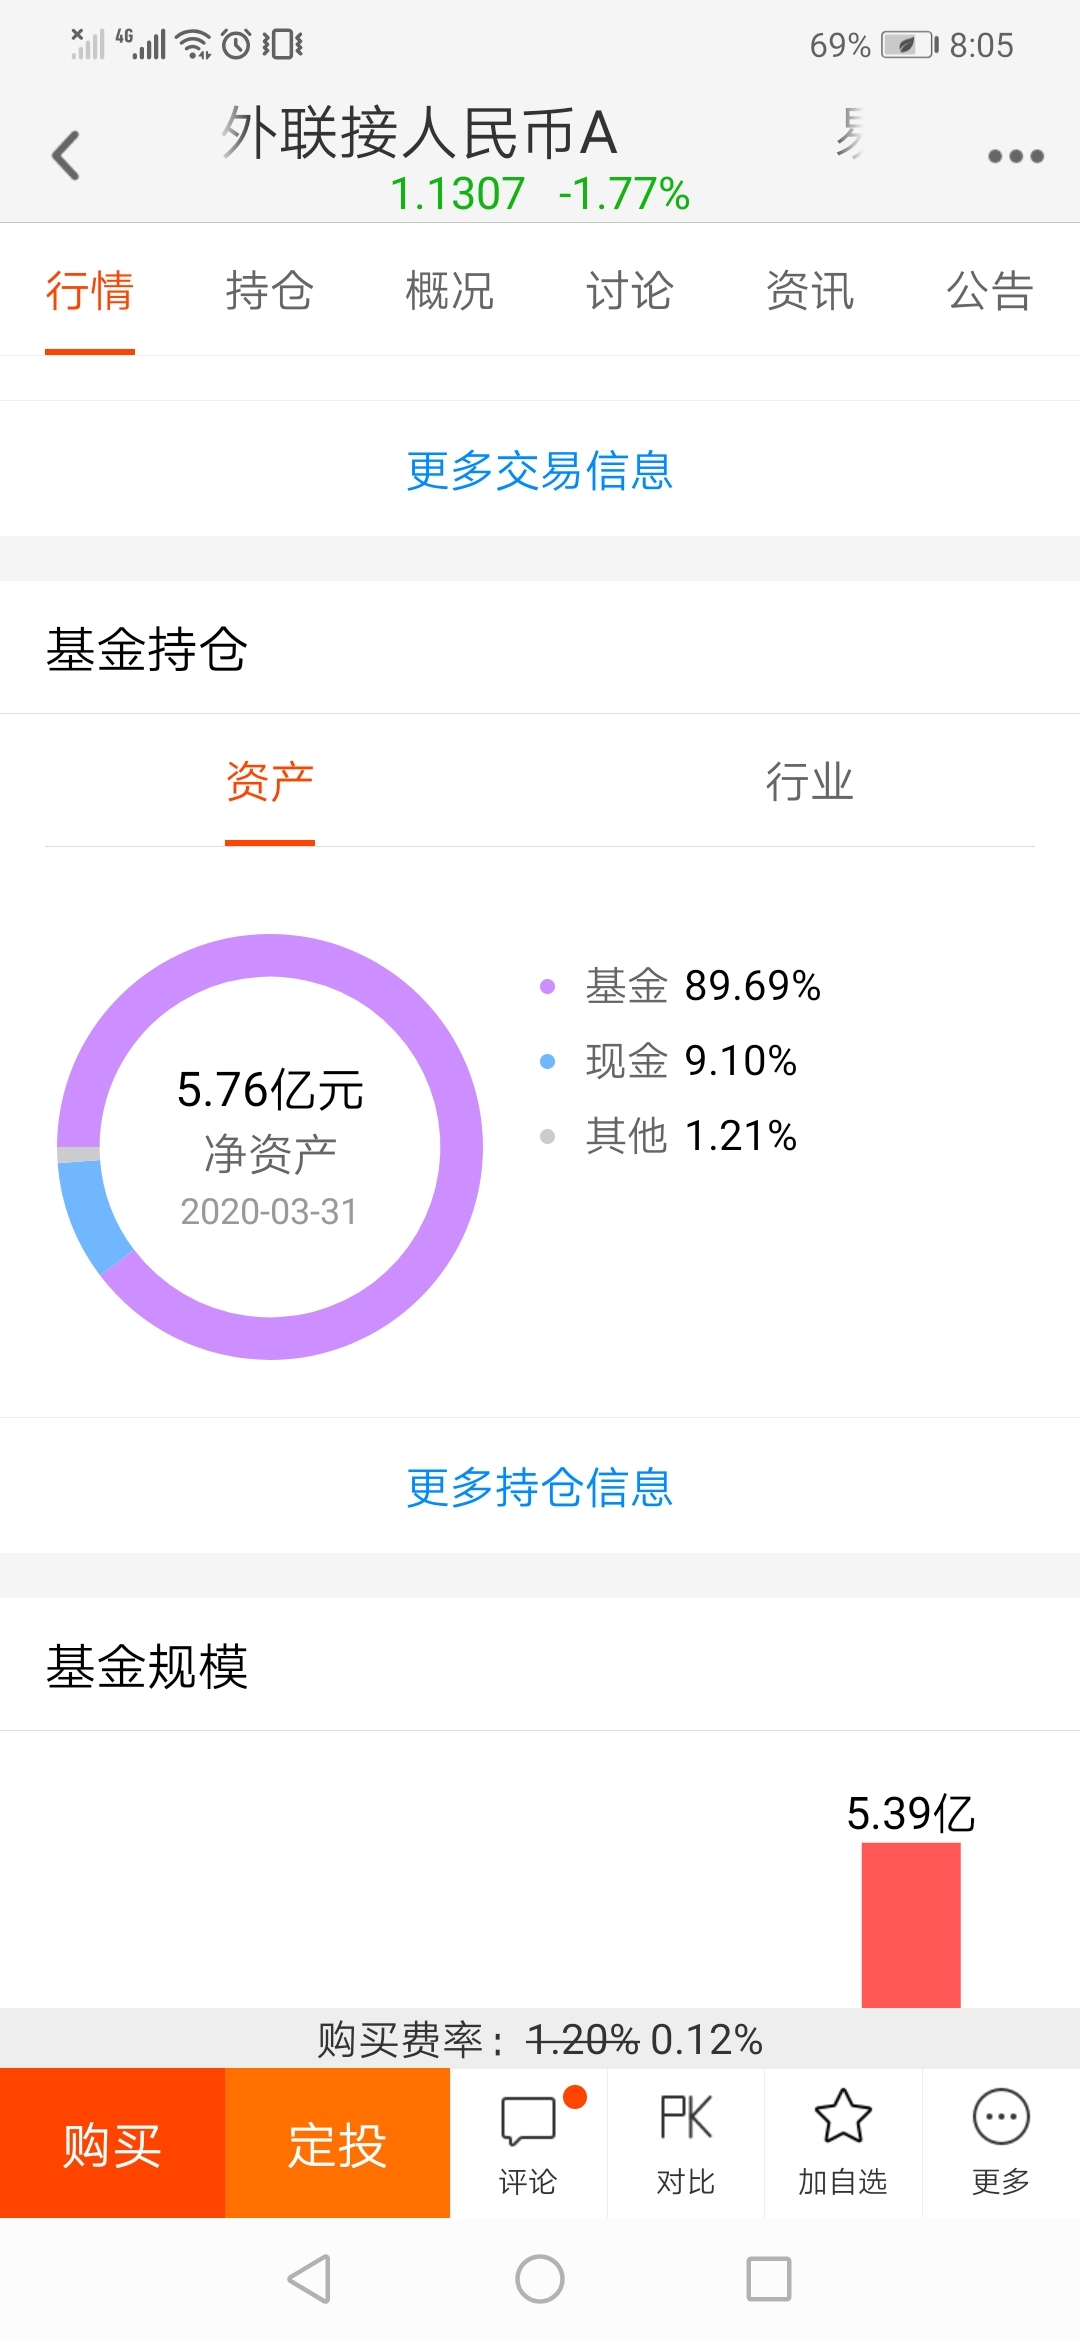 4G 69% 8:05
外联接人民币A
1.1307 -1.77%
行情 持仓 概况 讨论 资讯 公告
更多交易信息
基金持仓
资产 行业
基金 89.69%
现金 9.10%
其他 1.21%
5.76亿元
净资产
2020-03-31
更多持仓信息
基金规模
5.39亿
购买费率：1.20% 0.12%
购买 定投 评论 PK 对比 加自选 更多